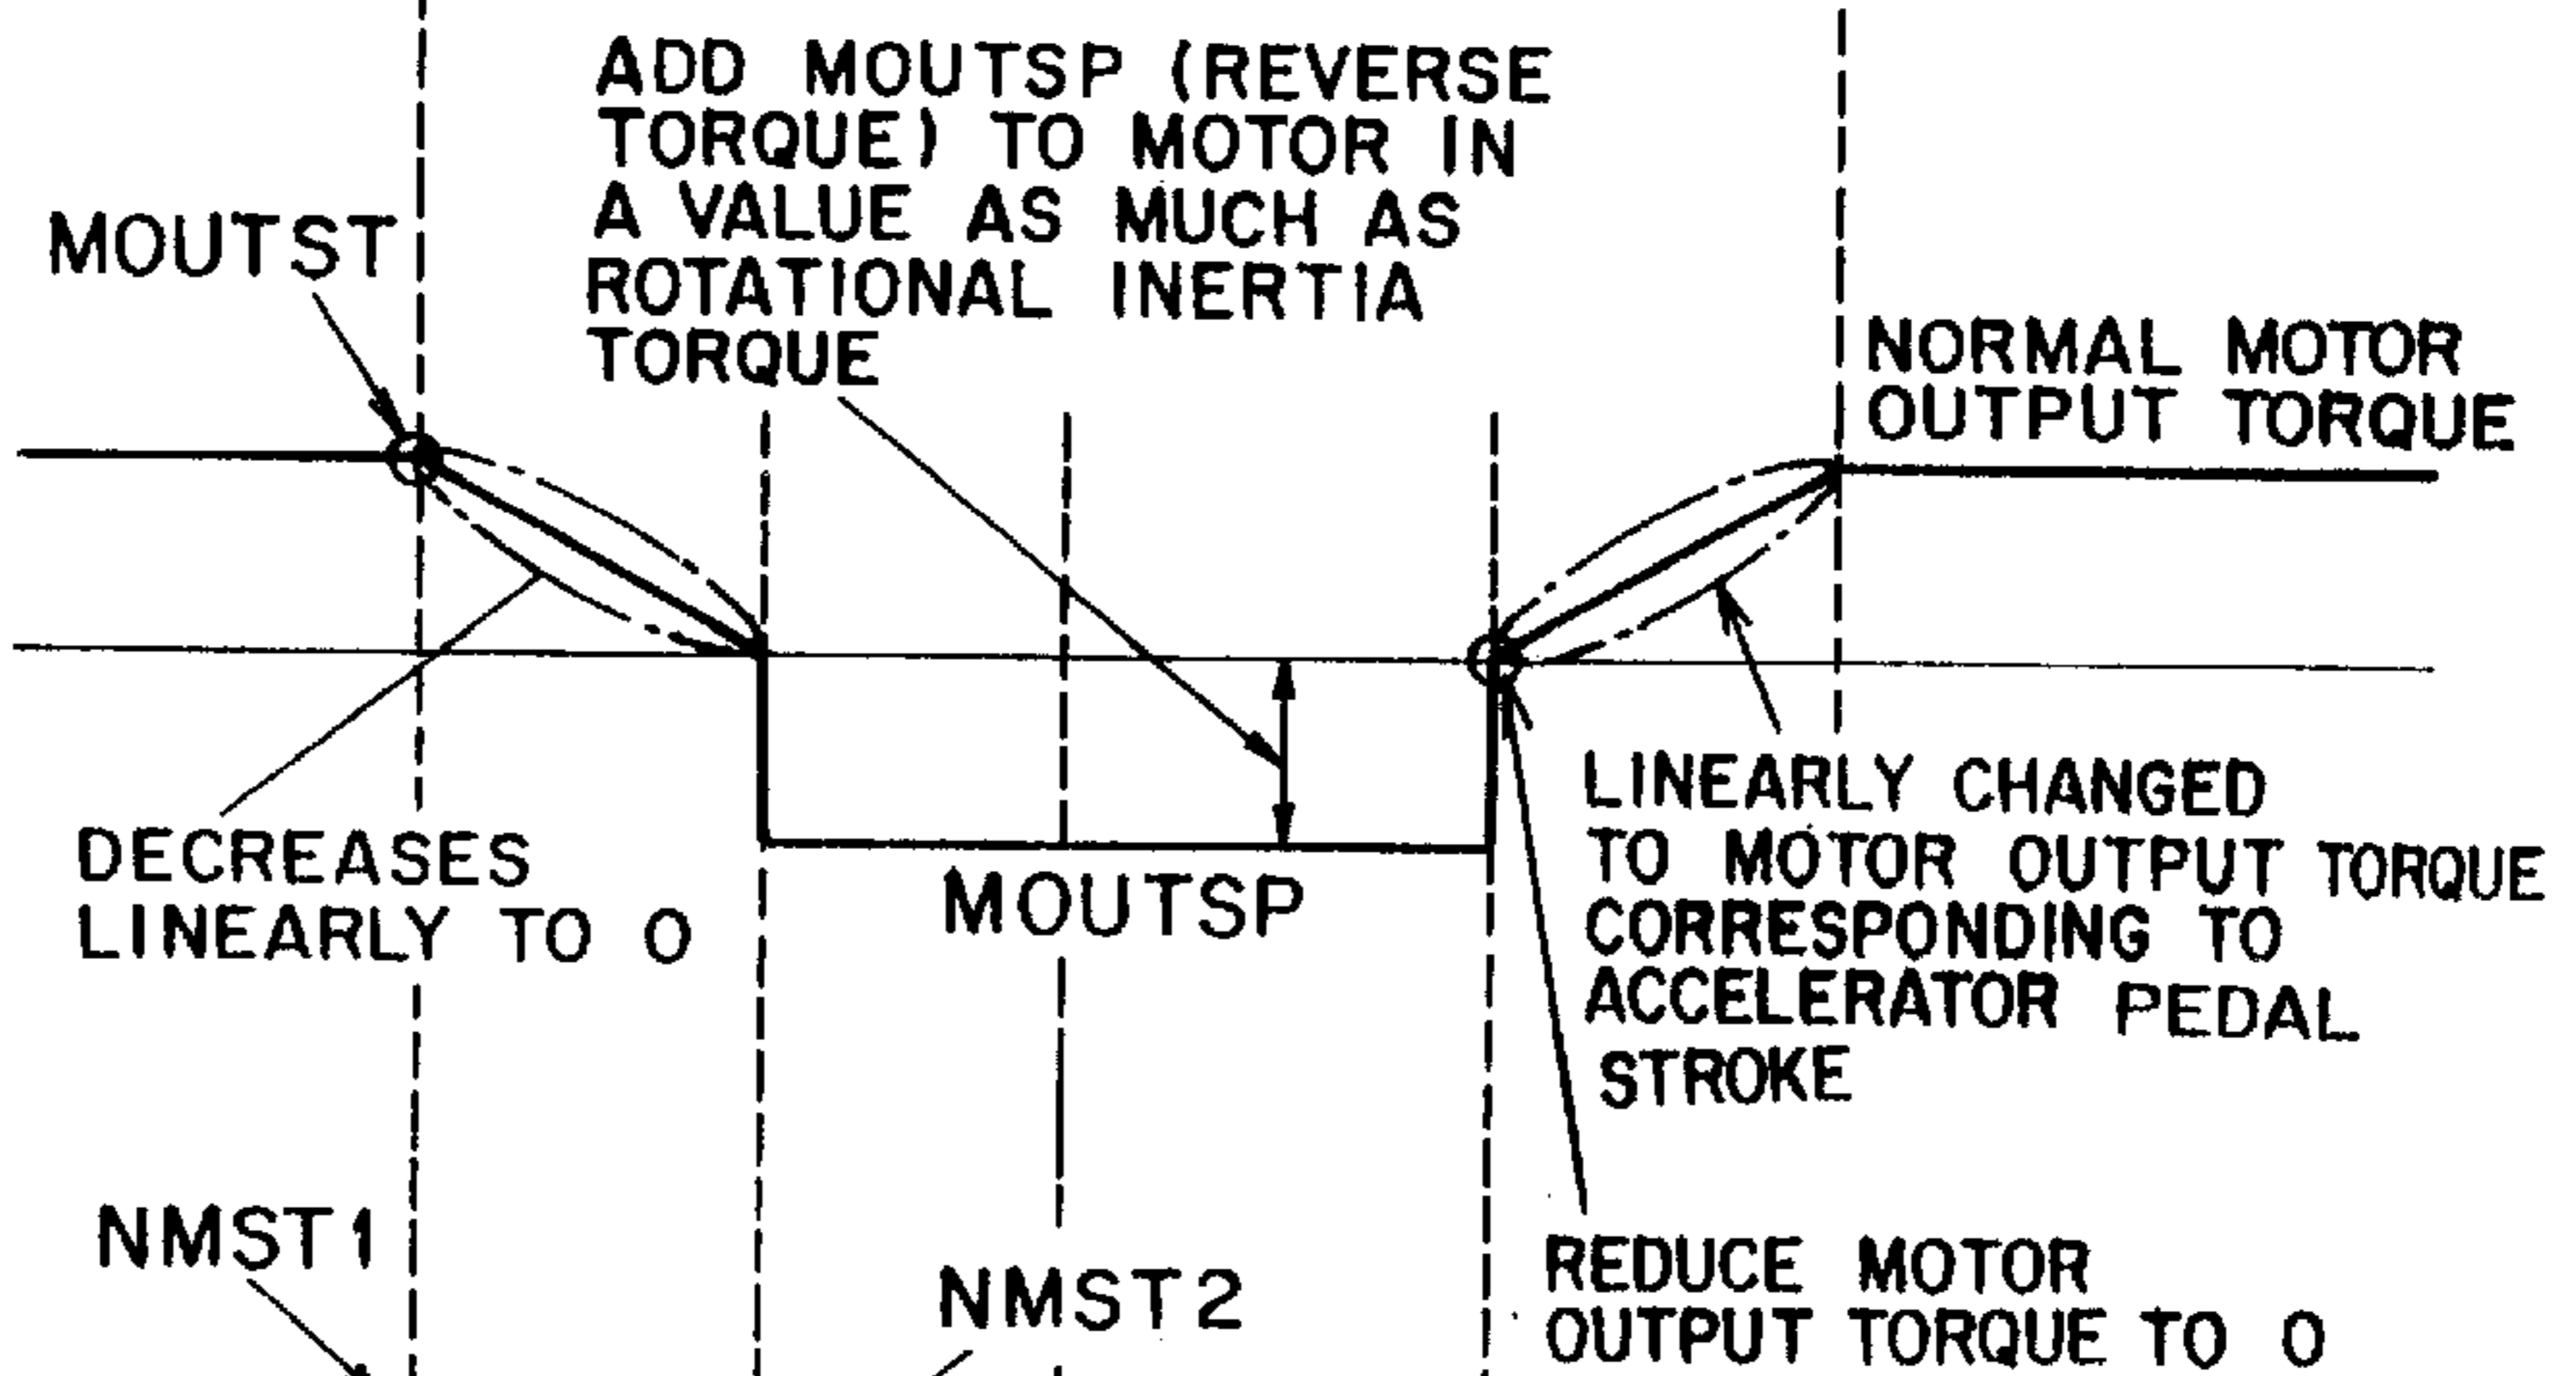 ADD MOUTSP (REVERSE
TORQUE) TO MOTOR IN
A VALUE AS MUCH AS
ROTATIONAL INERTIA
TORQUE
MOUTST
NORMAL MOTOR
OUTPUT TORQUE
DECREASES
LINEARLY TO 0
MOUTSP
LINEARLY CHANGED
TO MOTOR OUTPUT TORQUE
CORRESPONDING TO
ACCELERATOR PEDAL
STROKE
NMST1
NMST2
REDUCE MOTOR
OUTPUT TORQUE TO 0